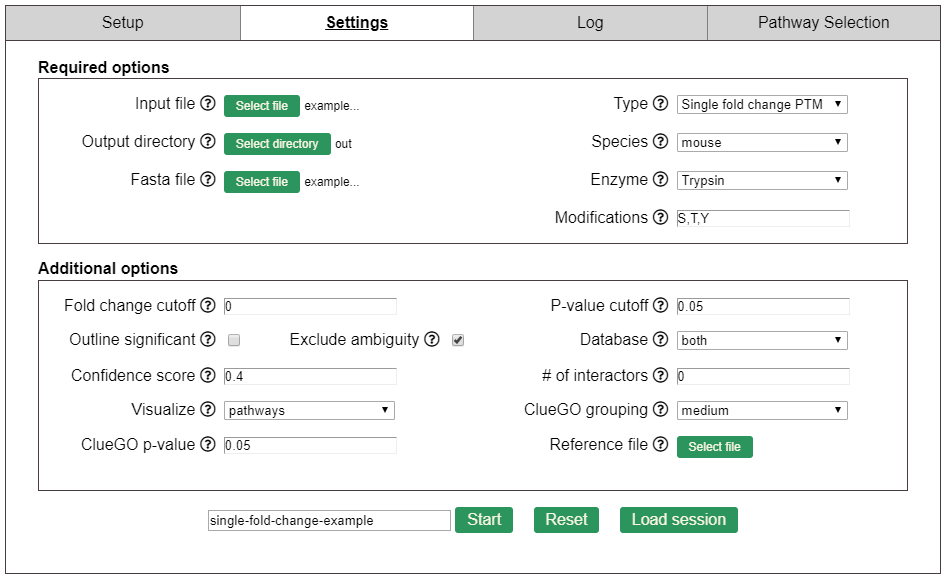 Setup Settings Log Pathway Selection
Required options
Input file ? Select file example... Type ? Single fold change PTM
Output directory ? Select directory out Species ? mouse
Fasta file ? Select file example... Enzyme ? Trypsin
Modifications ? S,T,Y
Additional options
Fold change cutoff ? 0 P-value cutoff ? 0.05
Outline significant ? Exclude ambiguity ? Database ? both
Confidence score ? 0.4 # of interactors ? 0
Visualize ? pathways ClueGO grouping ? medium
ClueGO p-value ? 0.05 Reference file ? Select file
single-fold-change-example Start Reset Load session